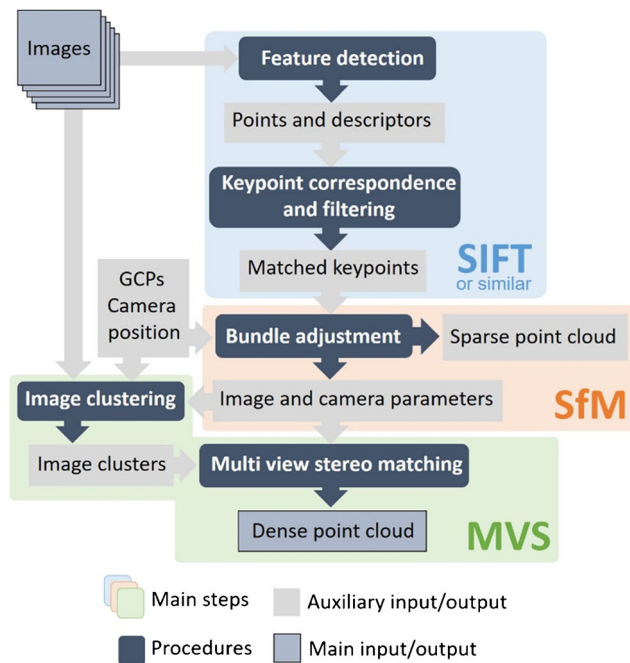 Images
Feature detection
Points and descriptors
Keypoint correspondence
and filtering
SIFT
or similar
Matched keypoints
GCPs
Camera
position
Bundle adjustment
Sparse point cloud
Image clustering
Image and camera parameters
SfM
Image clusters
Multi view stereo matching
Dense point cloud
MVS
Main steps
Auxiliary input/output
Procedures
Main input/output